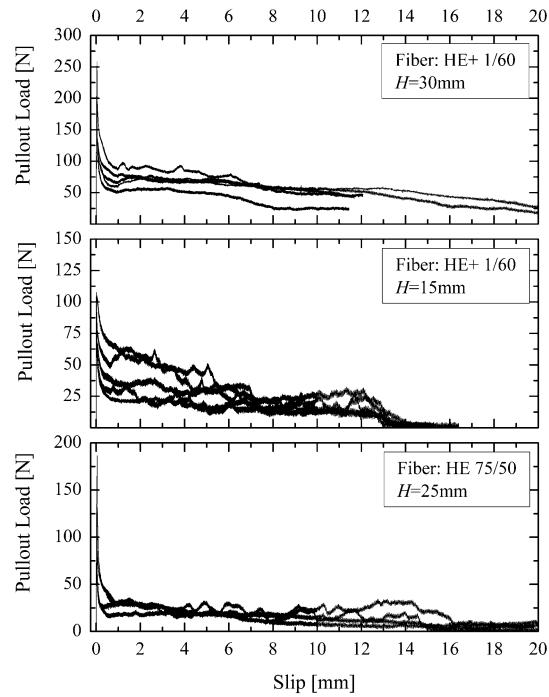 0 2 4 6 8 10 12 14 16 18 20
300
250
200
150
100
50
Pullout Load [N]
Fiber: HE+ 1/60
H=30mm
150
125
100
75
50
25
Pullout Load [N]
Fiber: HE+ 1/60
H=15mm
200
150
100
50
0
Pullout Load [N]
Fiber: HE 75/50
H=25mm
0 2 4 6 8 10 12 14 16 18 20
Slip [mm]